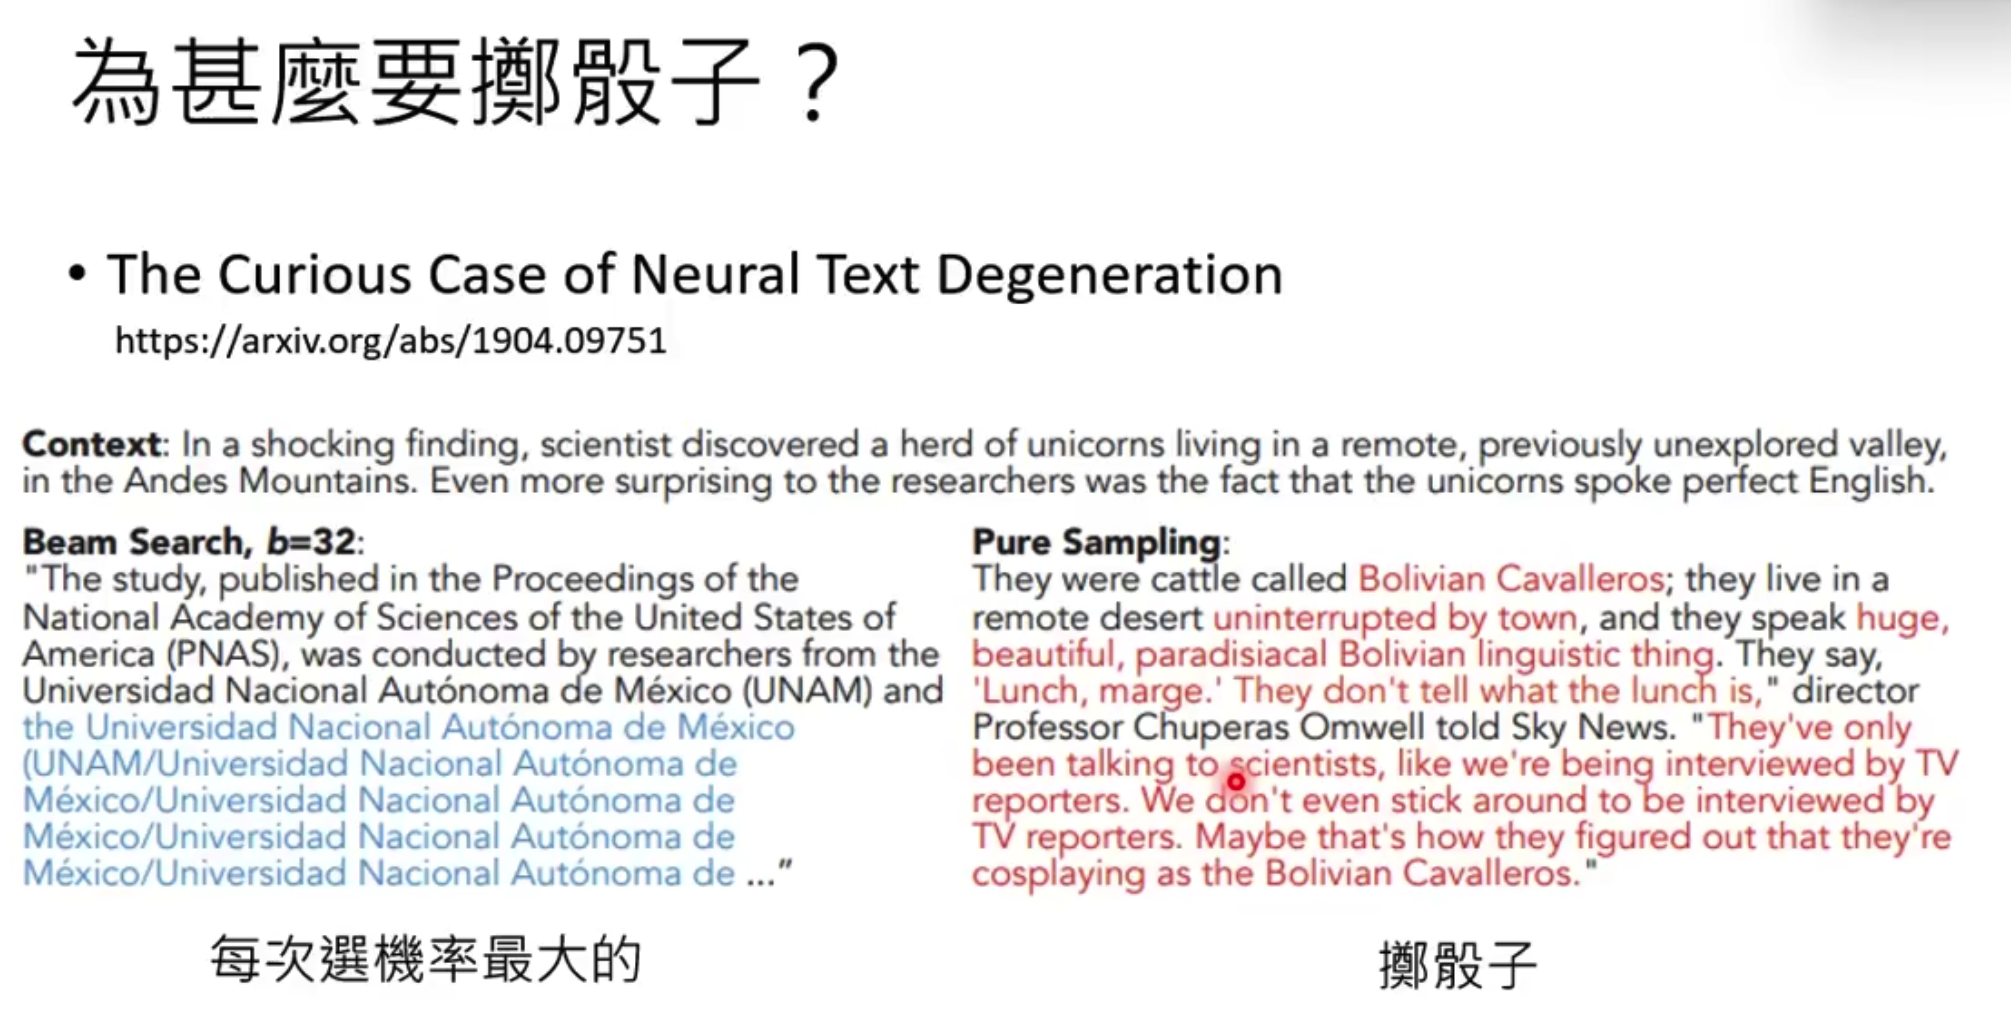 為甚麼要擲骰子？
• The Curious Case of Neural Text Degeneration
https://arxiv.org/abs/1904.09751
Context: In a shocking finding, scientist discovered a herd of unicorns living in a remote, previously unexplored valley,
in the Andes Mountains. Even more surprising to the researchers was the fact that the unicorns spoke perfect English.
Beam Search, b=32:
"The study, published in the Proceedings of the
National Academy of Sciences of the United States of
America (PNAS), was conducted by researchers from the
Universidad Nacional Autónoma de México (UNAM) and
the Universidad Nacional Autónoma de México
(UNAM/Universidad Nacional Autónoma de
México/Universidad Nacional Autónoma de
México/Universidad Nacional Autónoma de
México/Universidad Nacional Autónoma de ..."
每次選機率最大的
Pure Sampling:
They were cattle called Bolivian Cavalleros; they live in a
remote desert uninterrupted by town, and they speak huge,
beautiful, paradisiacal Bolivian linguistic thing. They say,
'Lunch, marge.' They don't tell what the lunch is," director
Professor Chuperas Omwell told Sky News. "They've only
been talking to scientists, like we're being interviewed by TV
reporters. We don't even stick around to be interviewed by
TV reporters. Maybe that's how they figured out that they're
cosplaying as the Bolivian Cavalleros."
擲骰子